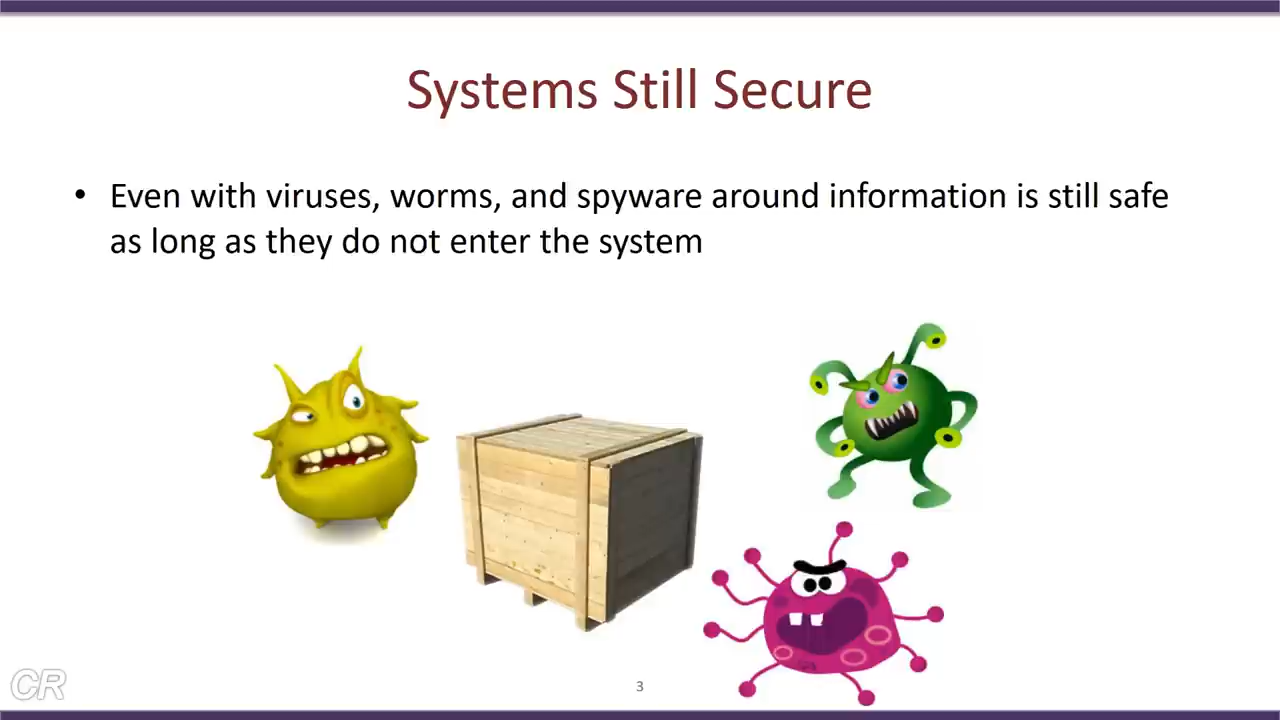 Systems Still Secure
• Even with viruses, worms, and spyware around information is still safe
as long as they do not enter the system
3
CR